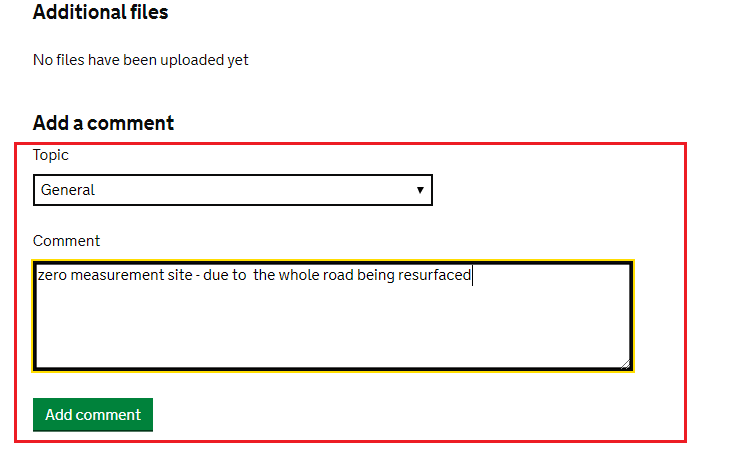 Additional files
No files have been uploaded yet
Add a comment
Topic
General
Comment
zero measurement site - due to  the whole road being resurfaced
Add comment